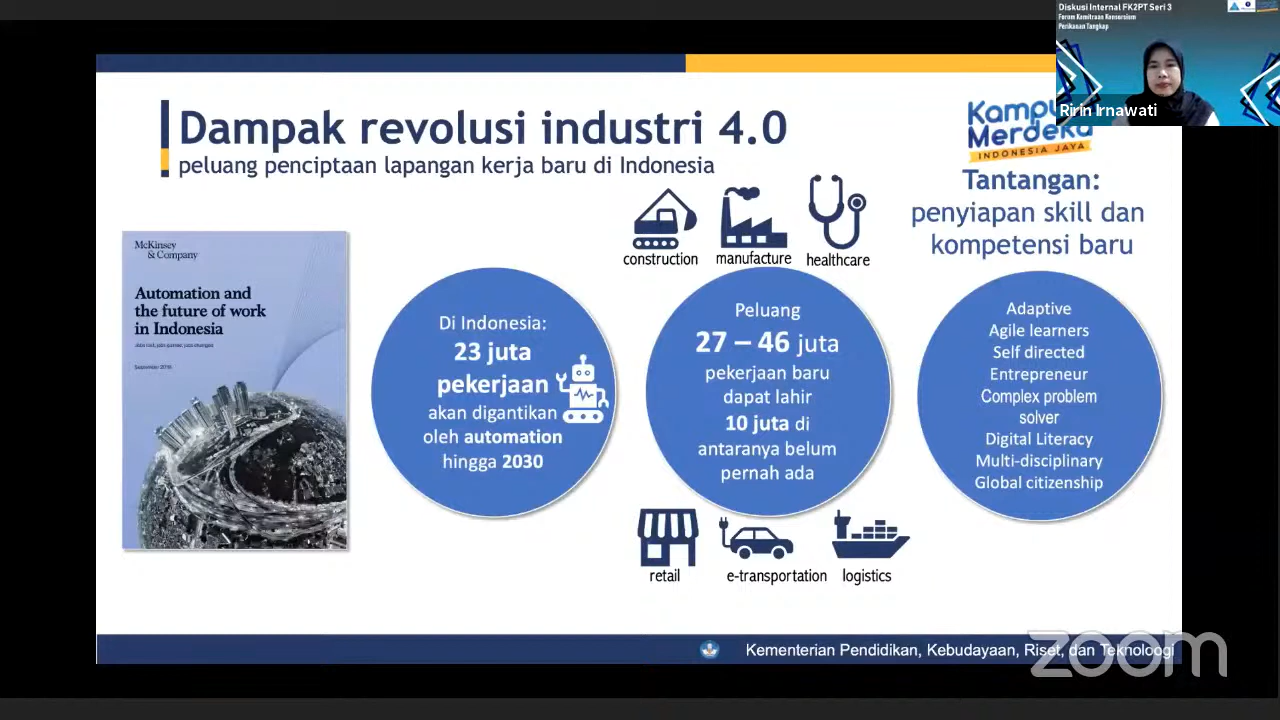 Diskusi Internal FK2PT Seri 3
Forum Kemitraan Konsorsium
Perikanan Tangkap
Ririn Irnawati
Dampak revolusi industri 4.0
peluang penciptaan lapangan kerja baru di Indonesia
Merdeka
INDONESIA JAYA
Tantangan:
penyiapan skill dan
kompetensi baru
construction
manufacture
healthcare
McKinsey
& Company
Automation and
the future of work
in Indonesia
Di Indonesia:
23 juta
pekerjaan
akan digantikan
oleh automation
hingga 2030
Peluang
27 – 46 juta
pekerjaan baru
dapat lahir
10 juta di
antaranya belum
pernah ada
Adaptive
Agile learners
Self directed
Entrepreneur
Complex problem
solver
Digital Literacy
Multi-disciplinary
Global citizenship
retail
e-transportation
logistics
Kementerian Pendidikan, Kebudayaan, Riset, dan Teknoloogi
zoom